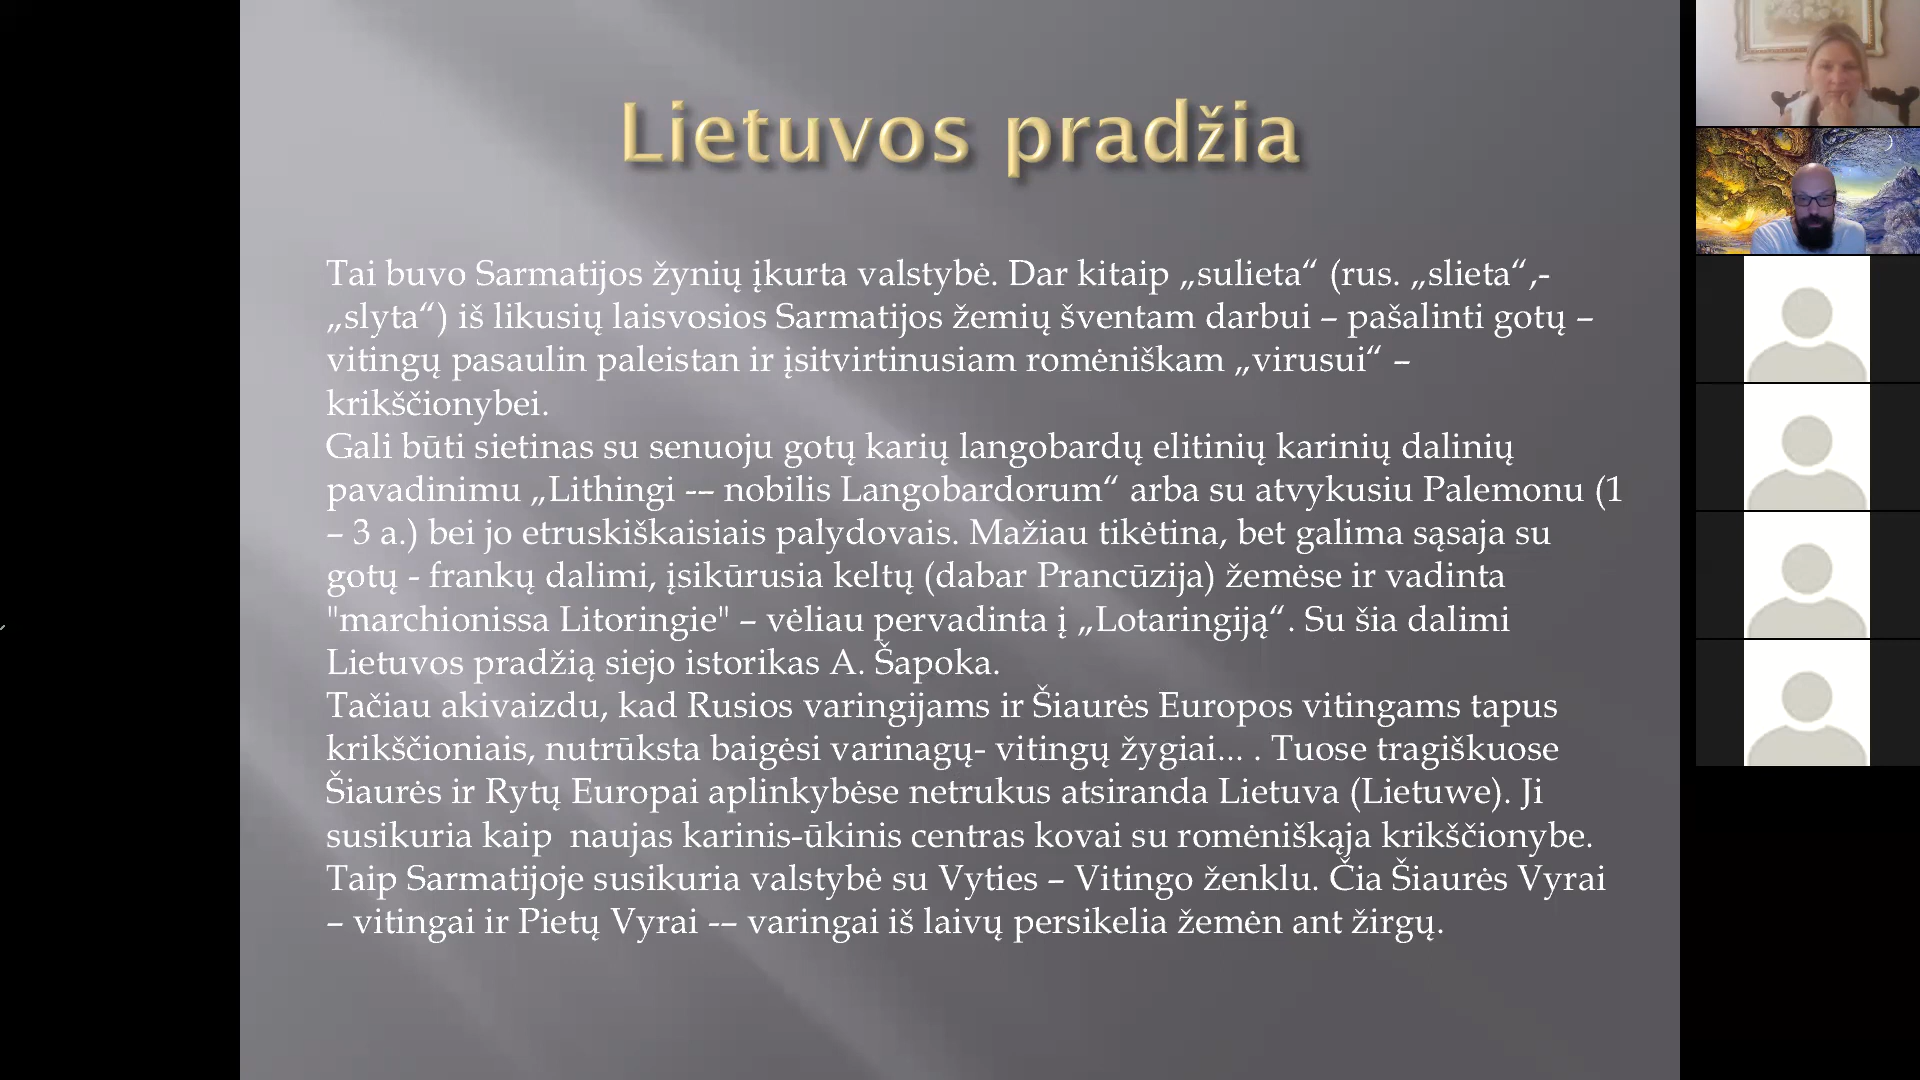 Lietuvos pradžia
Tai buvo Sarmatijos žynių įkurta valstybė. Dar kitaip „sulieta“ (rus. „slieta“,-
„slyta“) iš likusių laisvosios Sarmatijos žemių šventam darbui – pašalinti gotų –
vitingų pasaulin paleistan ir įsitvirtinusiam romėniškam „virusui“ –
krikščionybei.
Gali būti sietinas su senuoju gotų karių langobardų elitinių karinių dalinių
pavadinimu „Lithingi -– nobilis Langobardorum“ arba su atvykusiu Palemonu (1
– 3 a.) bei jo etruskiškaisiais palydovais. Mažiau tikėtina, bet galima sąsaja su
gotų - frankų dalimi, įsikūrusia keltų (dabar Prancūzija) žemėse ir vadinta
"marchionissa Litoringie" – vėliau pervadinta į „Lotaringiją“. Su šia dalimi
Lietuvos pradžią siejo istorikas A. Šapoka.
Tačiau akivaizdu, kad Rusios varingijams ir Šiaurės Europos vitingams tapus
krikščioniais, nutrūksta baigėsi varinagų- vitingų žygiai... . Tuose tragiškuose
Šiaurės ir Rytų Europai aplinkybėse netrukus atsiranda Lietuva (Lietuwe). Ji
susikuria kaip  naujas karinis-ūkinis centras kovai su romėniškąja krikščionybe.
Taip Sarmatijoje susikuria valstybė su Vyties – Vitingo ženklu. Čia Šiaurės Vyrai
– vitingai ir Pietų Vyrai -– varingai iš laivų persikelia žemėn ant žirgų.